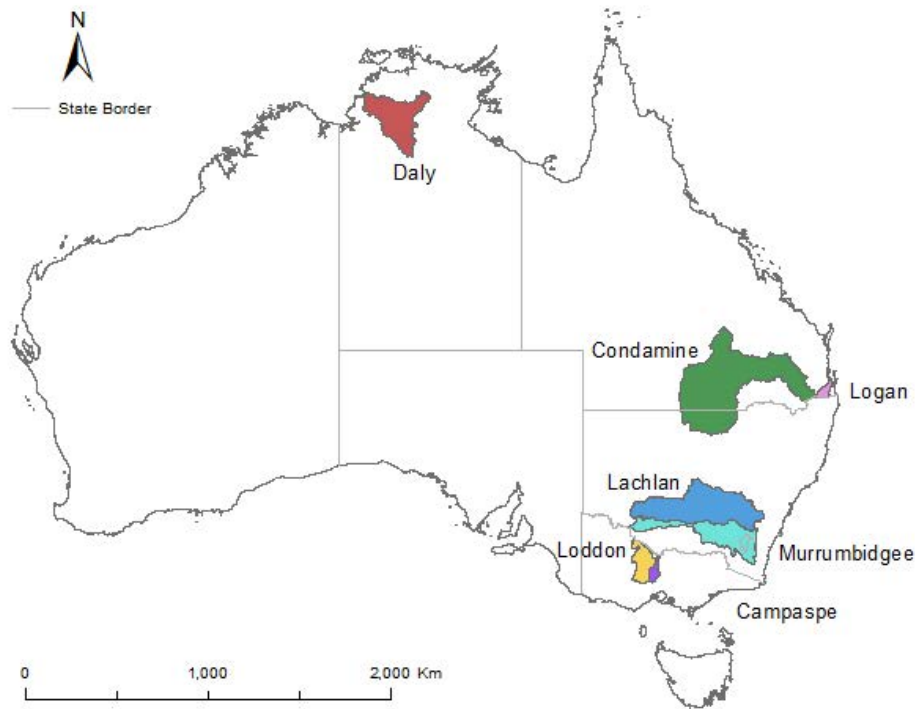 N
State Border
Daly
Condamine
Logan
Lachlan
Loddon
Murrumbidgee
Campaspe
0 1,000 2,000 Km